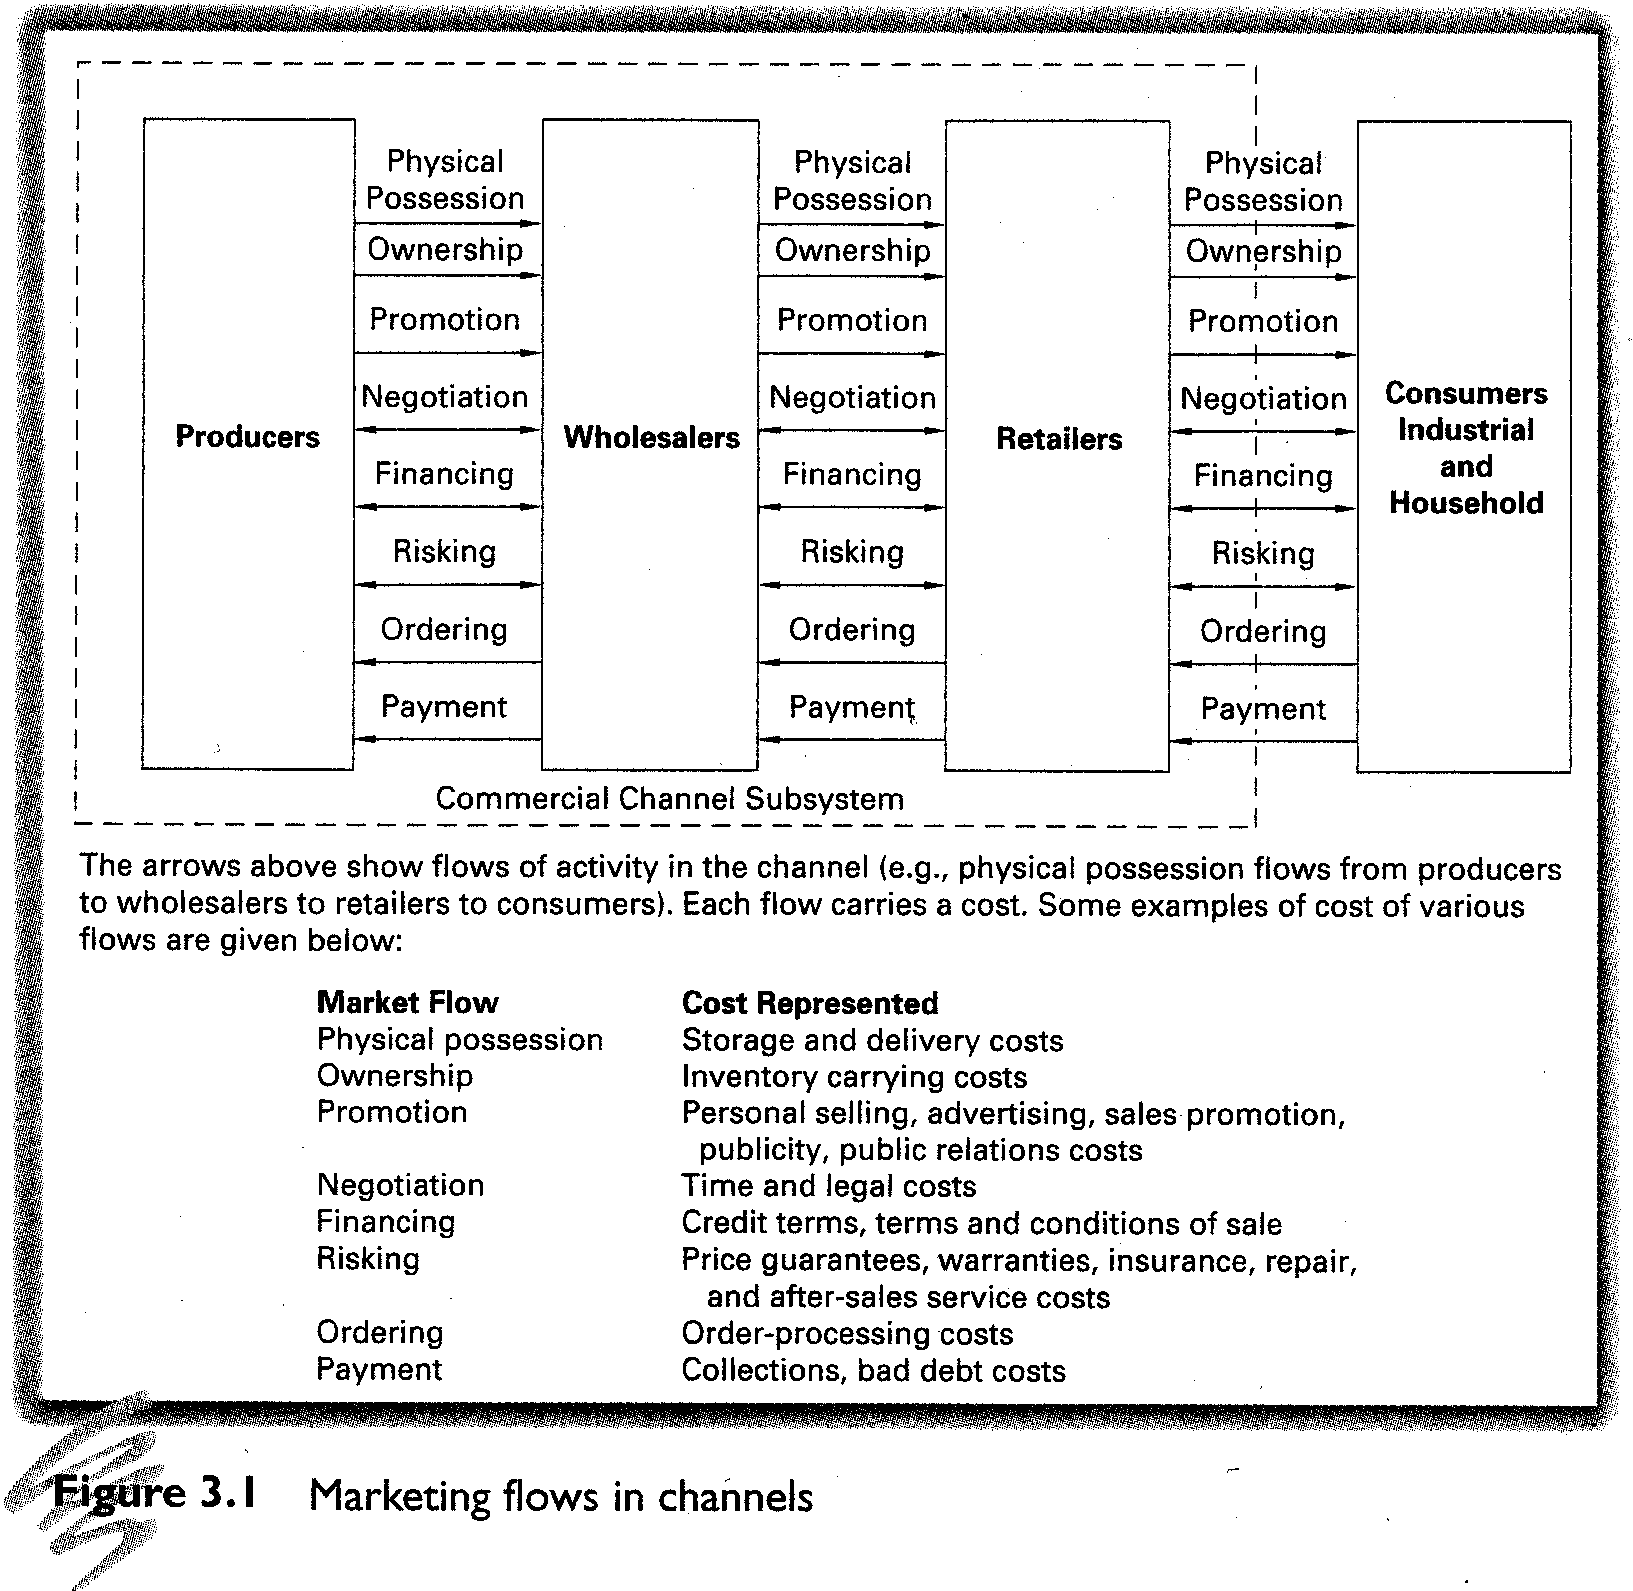 Physical Physical Physical
Possession Possession Possession
Ownership Ownership Ownership
Promotion Promotion Promotion
Negotiation Negotiation Negotiation
Producers Wholesalers Retailers
Consumers
Industrial
and
Household
Financing Financing Financing
Risking Risking Risking
Ordering Ordering Ordering
Payment Payment Payment
Commercial Channel Subsystem
The arrows above show flows of activity in the channel (e.g., physical possession flows from producers
to wholesalers to retailers to consumers). Each flow carries a cost. Some examples of cost of various
flows are given below:
Market Flow Cost Represented
Physical possession Storage and delivery costs
Ownership Inventory carrying costs
Promotion Personal selling, advertising, sales promotion,
publicity, public relations costs
Negotiation Time and legal costs
Financing Credit terms, terms and conditions of sale
Risking Price guarantees, warranties, insurance, repair,
and after-sales service costs
Ordering Order-processing costs
Payment Collections, bad debt costs
Figure 3.1 Marketing flows in channels